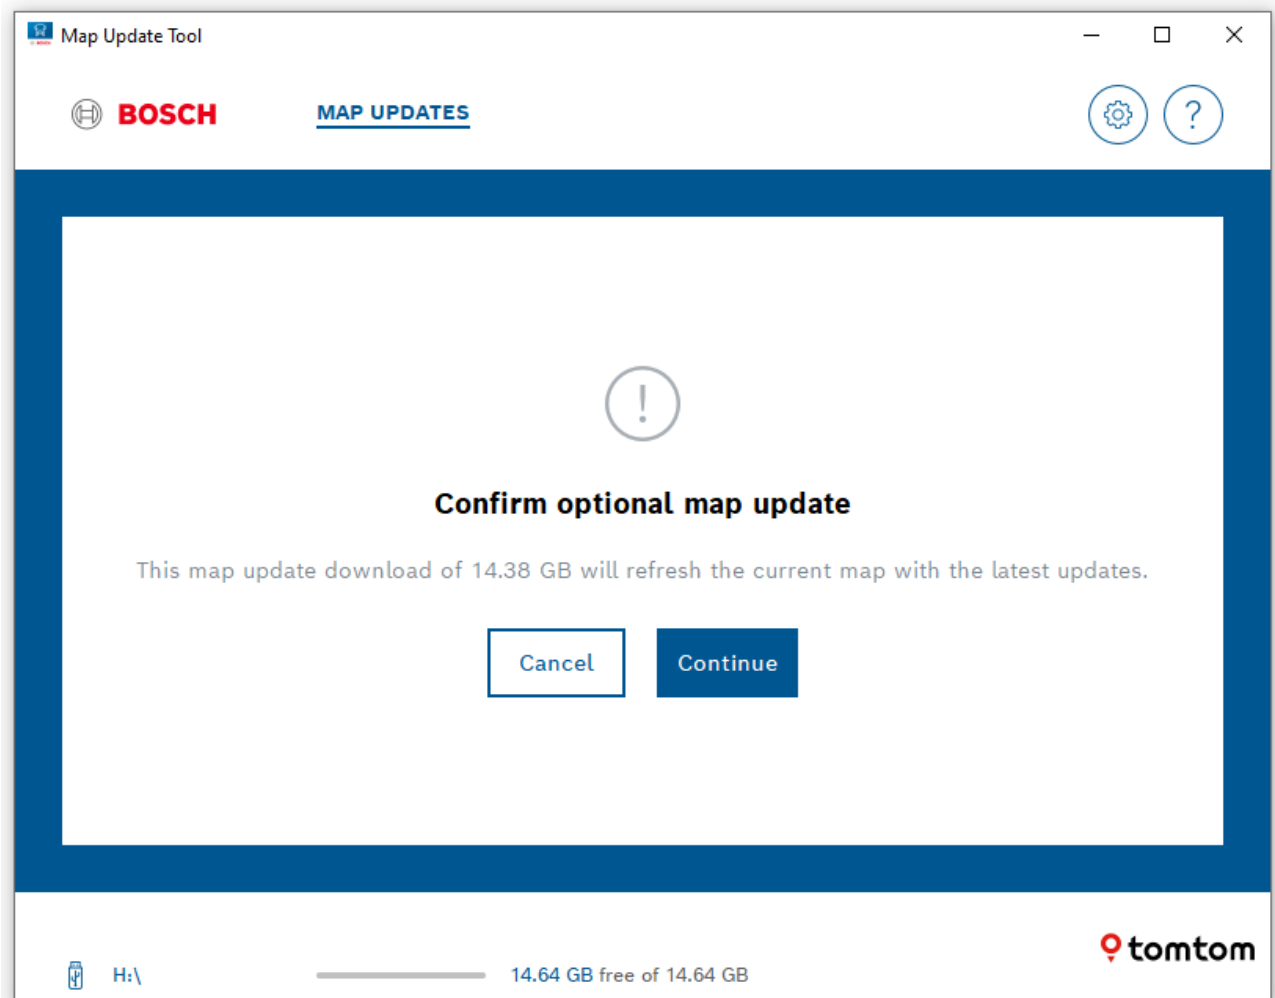 Map Update Tool
BOSCH
MAP UPDATES
?
!
Confirm optional map update
This map update download of 14.38 GB will refresh the current map with the latest updates.
Cancel
Continue
tomtom
H:\
14.64 GB free of 14.64 GB